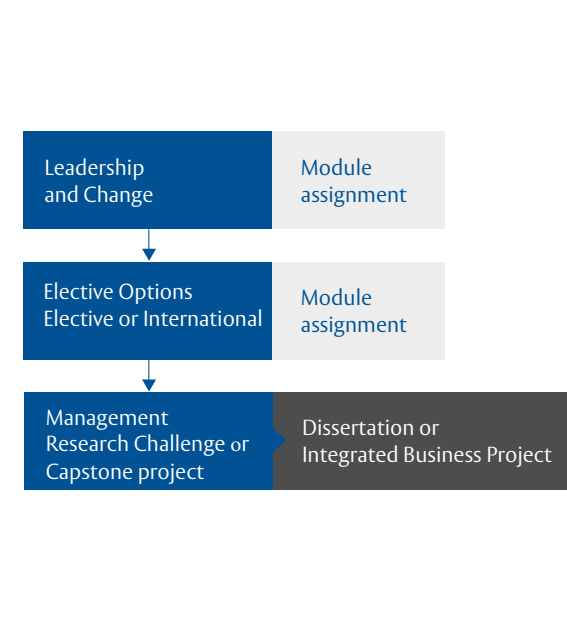 Leadership
and Change
Module
assignment
Elective Options
Elective or International
Module
assignment
Management
Research Challenge or
Capstone project
Dissertation or
Integrated Business Project